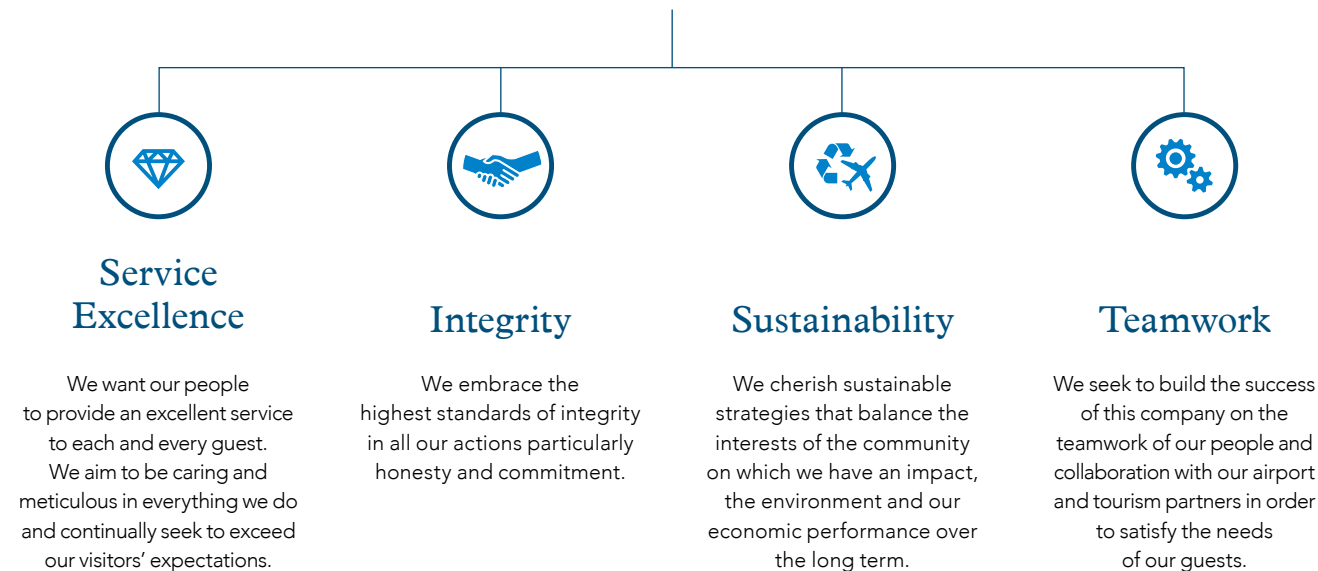 Service
Excellence
We want our people
to provide an excellent service
to each and every guest.
We aim to be caring and
meticulous in everything we do
and continually seek to exceed
our visitors’ expectations.
Integrity
We embrace the
highest standards of integrity
in all our actions particularly
honesty and commitment.
Sustainability
We cherish sustainable
strategies that balance the
interests of the community
on which we have an impact,
the environment and our
economic performance over
the long term.
Teamwork
We seek to build the success
of this company on the
teamwork of our people and
collaboration with our airport
and tourism partners in order
to satisfy the needs
of our guests.